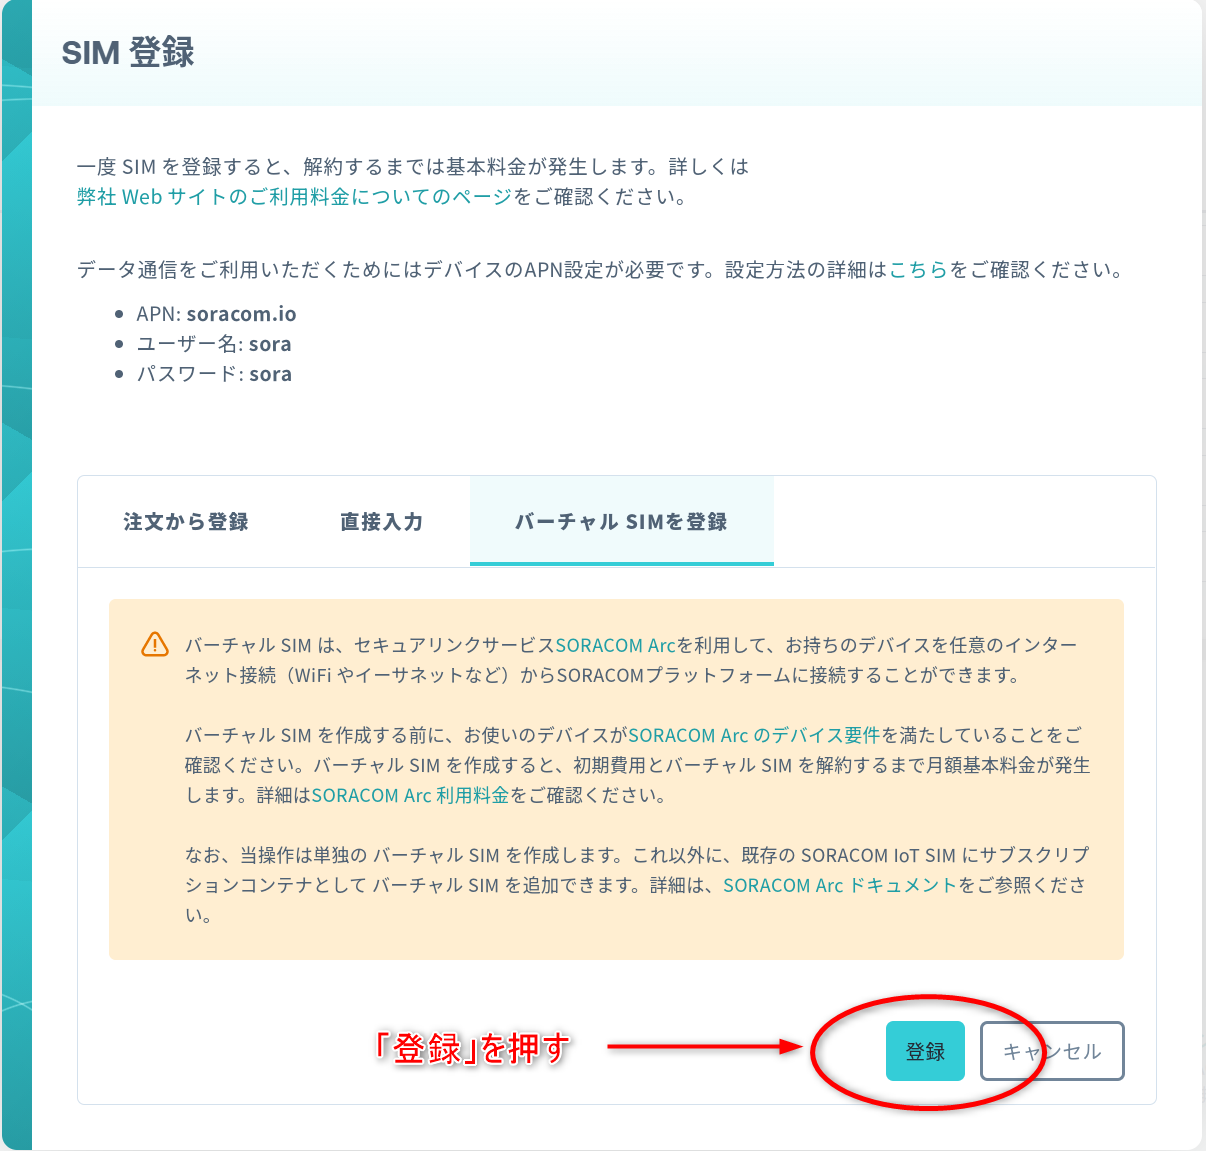 SIM 登録
一度 SIM を登録すると、解約するまでは基本料金が発生します。詳しくは
弊社 Web サイトのご利用料金についてのページをご確認ください。
データ通信をご利用いただくためにはデバイスのAPN設定が必要です。設定方法の詳細はこちらをご確認ください。
• APN: soracom.io
• ユーザー名: sora
• パスワード: sora
注文から登録 直接入力 バーチャル SIMを登録
バーチャル SIM は、セキュアリンクサービスSORACOM Arcを利用して、お持ちのデバイスを任意のインター
ネット接続（WiFi やイーサネットなど）からSORACOMプラットフォームに接続することができます。
バーチャル SIM を作成する前に、お使いのデバイスがSORACOM Arc のデバイス要件を満たしていることをご
確認ください。バーチャル SIM を作成すると、初期費用とバーチャル SIM を解約するまで月額基本料金が発生
します。詳細はSORACOM Arc 利用料金をご確認ください。
なお、当操作は単独の バーチャル SIM を作成します。これ以外に、既存の SORACOM IoT SIM にサブスクリプ
ションコンテナとして バーチャル SIM を追加できます。詳細は、SORACOM Arc ドキュメントをご参照くださ
い。
「登録」を押す 登録 キャンセル